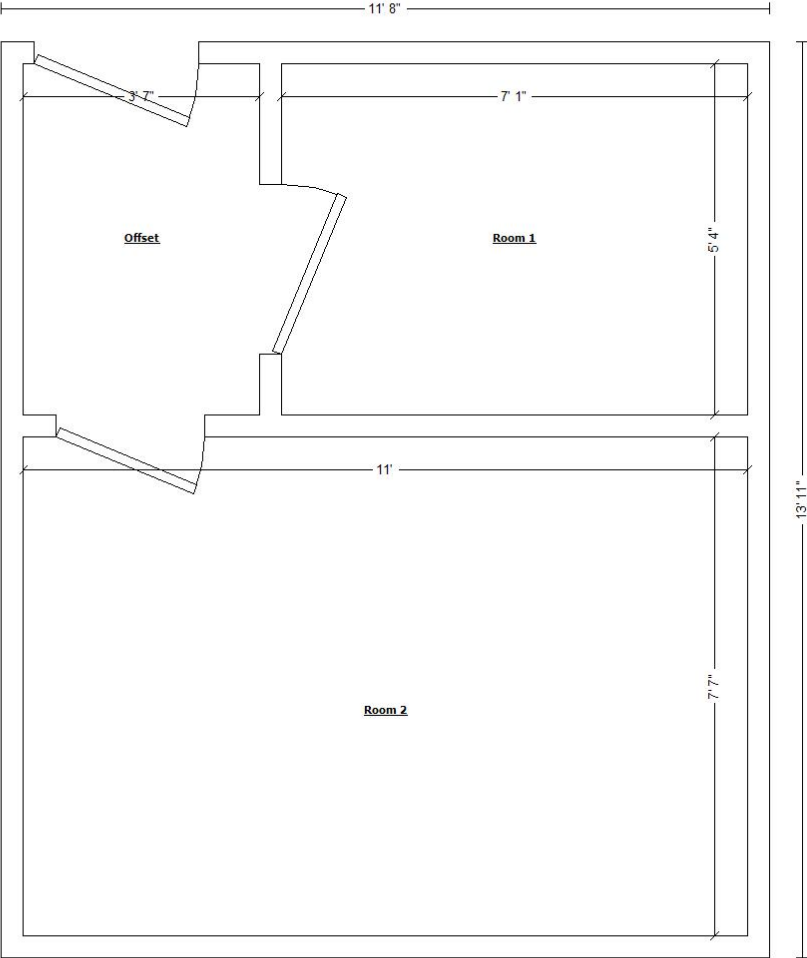 11' 8"
3' 7"
7' 1"
Offset
Room 1
5' 4"
11'
13' 11"
7' 7"
Room 2